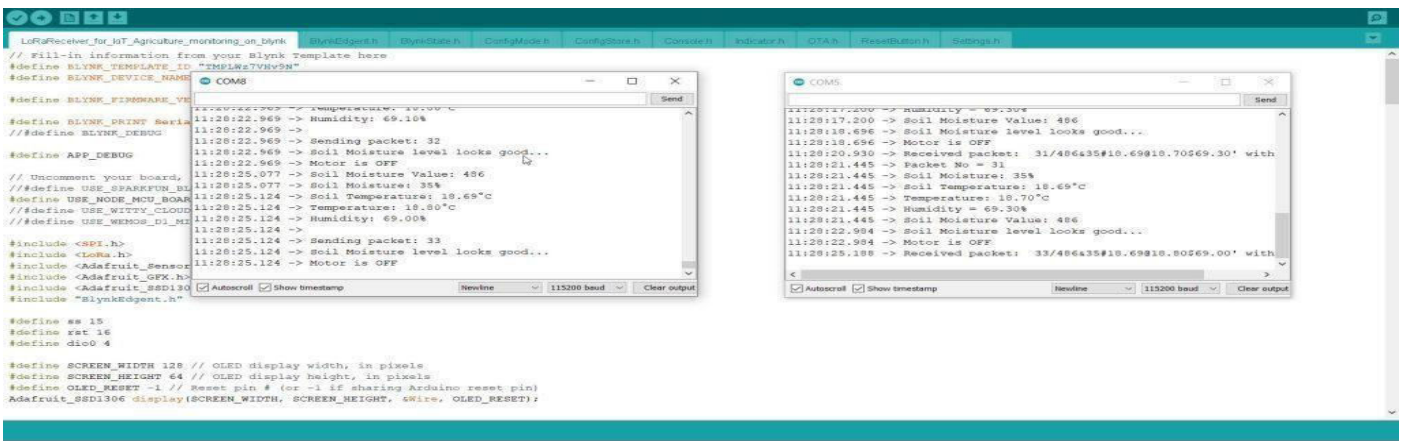 LoRaReceiver_for_IoT_Agriculture_monitoring_on_blynk BlynkEdgent.h BlynkState.h ConfigMode.h ConfigStore.h Console.h Indicator.h OTA.h ResetButton.h Settings.h
// Fill-in information from your Blynk Template here
#define BLYNK_TEMPLATE_ID
#define BLYNK_DEVICE_NAME
#define BLYNK_FIRMWARE_VE
#define BLYNK_PRINT Seria
//#define BLYNK_DEBUG
#define APP_DEBUG
// Uncomment your board,
//#define USE_SPARKFUN_BL
#define USE_NODE_MCU_BOAR
//#define USE_WITTY_CLOUD
//#define USE_WEMOS_D1_MI
#include <SPI.h>
#include <LoRa.h>
#include <Adafruit_Sensor
#include <Adafruit_GFX.h>
#include <Adafruit_SSD130
#include "BlynkEdgent.h"
#define ss 15
#define rst 16
#define dio0 4
#define SCREEN_WIDTH 128 // OLED display width, in pixels
#define SCREEN_HEIGHT 64 // OLED display height, in pixels
#define OLED_RESET -1 // Reset pin # (or -1 if sharing Arduino reset pin)
Adafruit_SSD1306 display(SCREEN_WIDTH, SCREEN_HEIGHT, &Wire, OLED_RESET);
COM8
Send
11:28:22.969 -> Humidity: 69.10%
11:28:22.969 ->
11:28:22.969 -> Sending packet: 32
11:28:22.969 -> Soil Moisture level looks good...
11:28:22.969 -> Motor is OFF
11:28:25.077 -> Soil Moisture Value: 486
11:28:25.077 -> Soil Moisture: 35%
11:28:25.124 -> Soil Temperature: 18.69°C
11:28:25.124 -> Temperature: 18.80°C
11:28:25.124 -> Humidity: 69.00%
11:28:25.124 ->
11:28:25.124 -> Sending packet: 33
11:28:25.124 -> Soil Moisture level looks good...
11:28:25.124 -> Motor is OFF
Autoscroll Show timestamp Newline 115200 baud Clear output
COM5
Send
11:28:17.200 -> Humidity = 69.30%
11:28:17.200 -> Soil Moisture Value: 486
11:28:18.696 -> Soil Moisture level looks good...
11:28:18.696 -> Motor is OFF
11:28:20.930 -> Received packet: 31/486&35#18.69@18.70$69.30' with
11:28:21.445 -> Packet No = 31
11:28:21.445 -> Soil Moisture: 35%
11:28:21.445 -> Soil Temperature: 18.69°C
11:28:21.445 -> Temperature: 18.70°C
11:28:21.445 -> Humidity = 69.30%
11:28:21.445 -> Soil Moisture Value: 486
11:28:22.984 -> Soil Moisture level looks good...
11:28:22.984 -> Motor is OFF
11:28:25.188 -> Received packet: 33/486&35#18.69@18.80$69.00' with
Autoscroll Show timestamp Newline 115200 baud Clear output